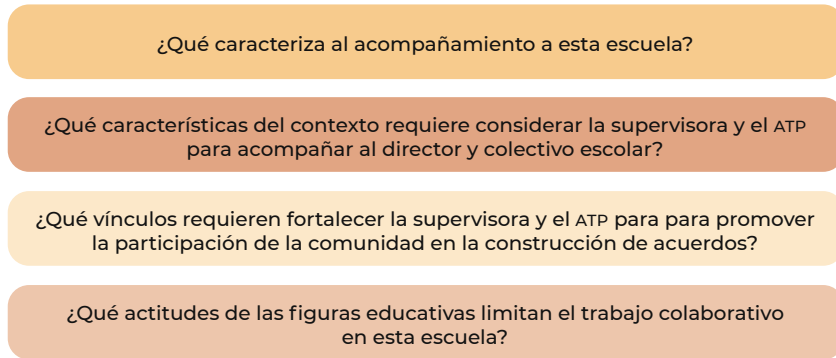 ¿Qué caracteriza al acompañamiento a esta escuela?
¿Qué características del contexto requiere considerar la supervisora y el ATP
para acompañar al director y colectivo escolar?
¿Qué vínculos requieren fortalecer la supervisora y el ATP para para promover
la participación de la comunidad en la construcción de acuerdos?
¿Qué actitudes de las figuras educativas limitan el trabajo colaborativo
en esta escuela?